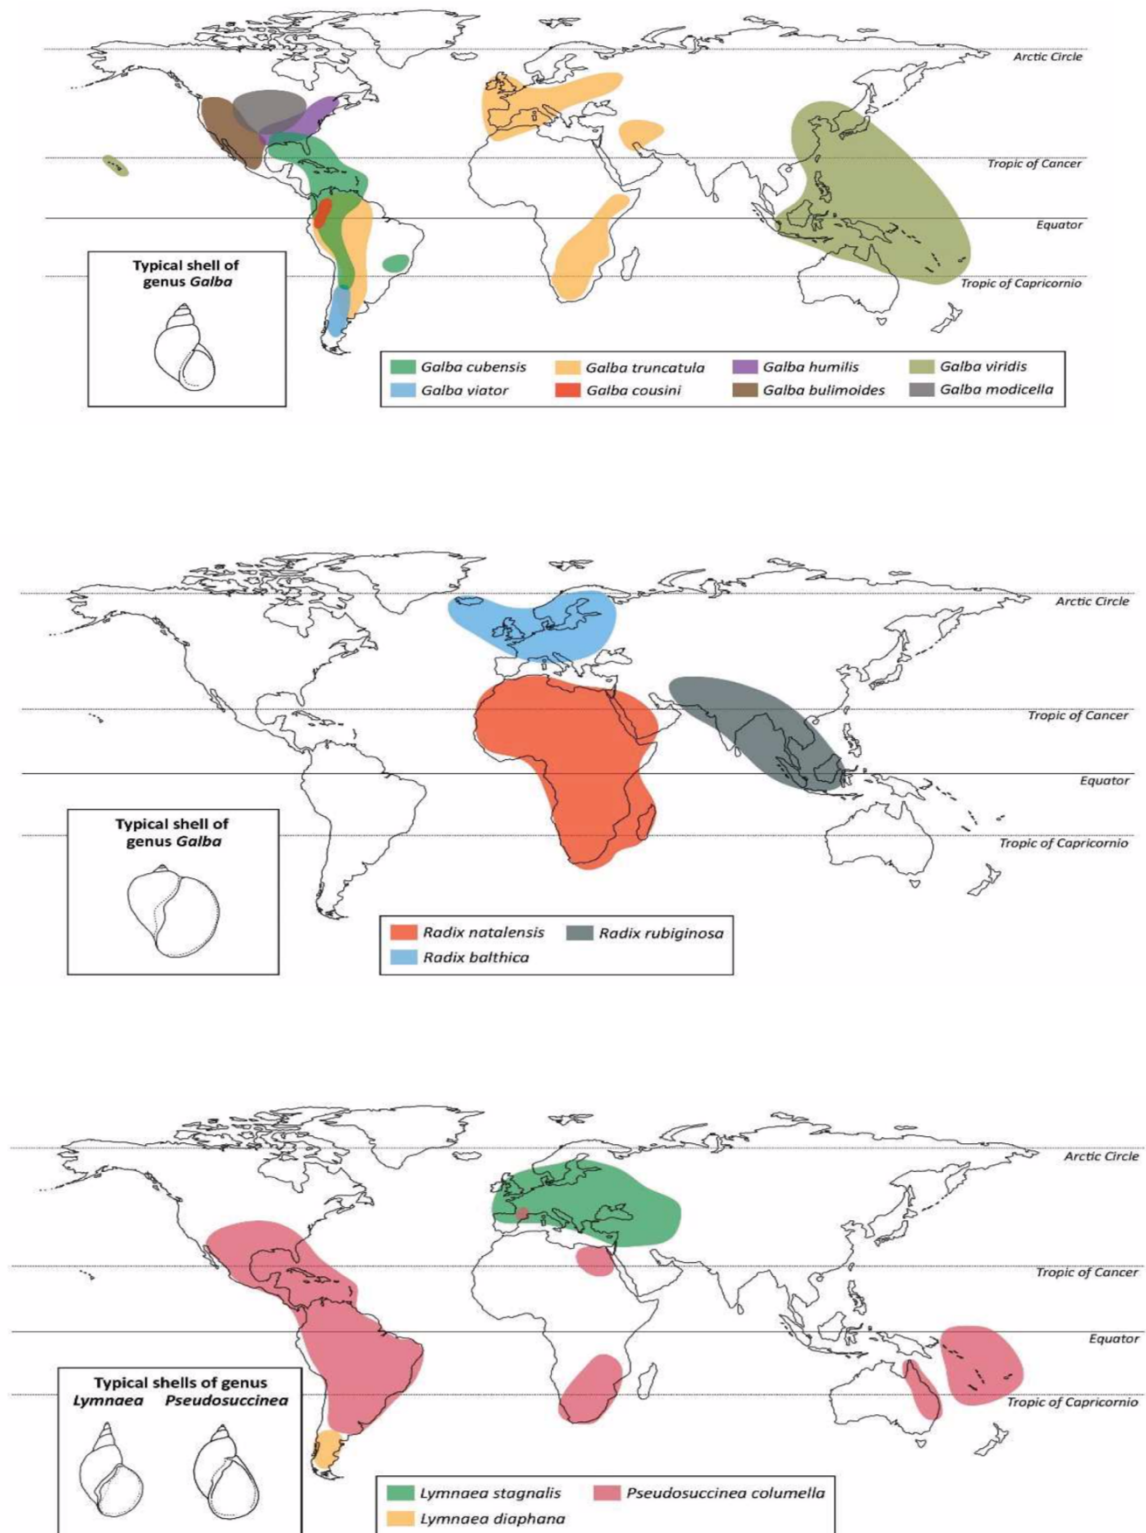 Arctic Circle
Tropic of Cancer
Equator
Tropic of Capricornio
Typical shell of
genus Galba
Galba cubensis Galba truncatula Galba humilis Galba viridis
Galba viator Galba cousini Galba bulimoides Galba modicella
Arctic Circle
Tropic of Cancer
Equator
Tropic of Capricornio
Typical shell of
genus Galba
Radix natalensis Radix rubiginosa
Radix balthica
Arctic Circle
Tropic of Cancer
Equator
Tropic of Capricornio
Typical shells of genus
Lymnaea Pseudosuccinea
Lymnaea stagnalis Pseudosuccinea columella
Lymnaea diaphana